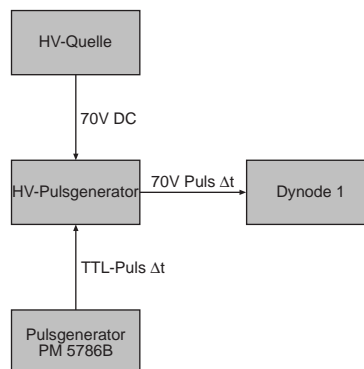 HV-Quelle
70V DC
HV-Pulsgenerator
70V Puls Δt
Dynode 1
TTL-Puls Δt
Pulsgenerator
PM 5786B